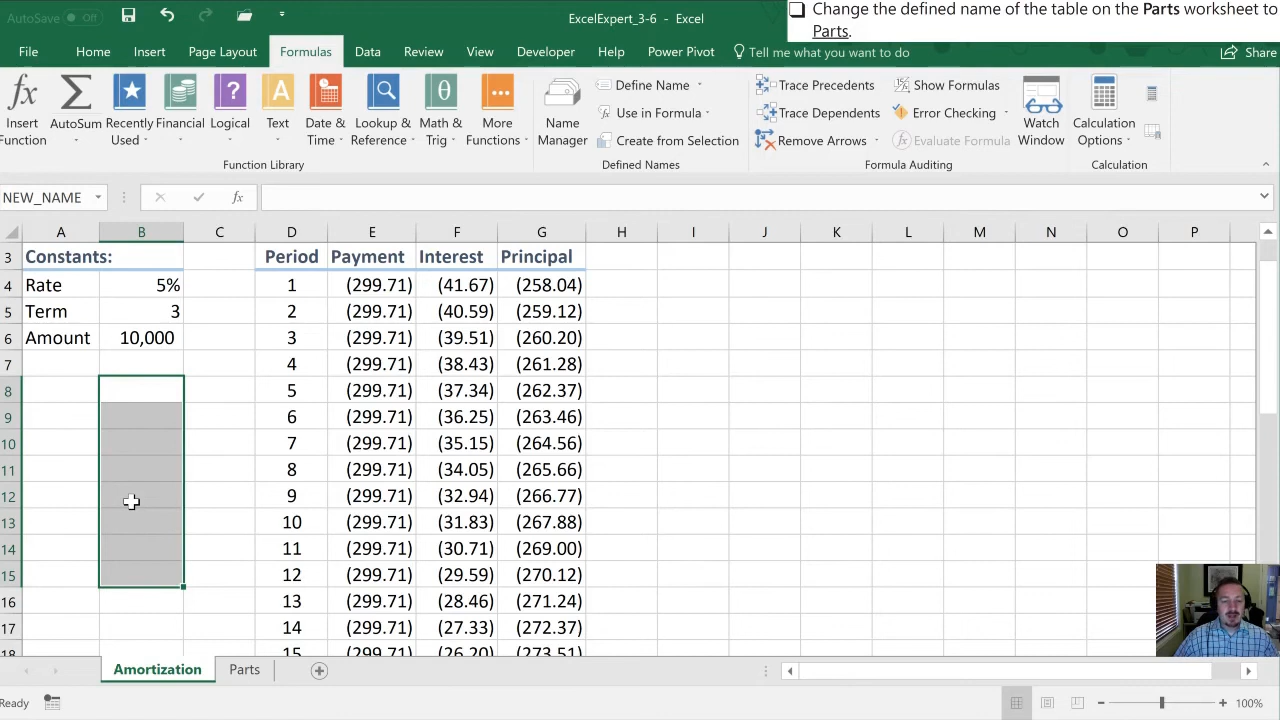 AutoSave Off
ExcelExpert_3-6 - Excel
Change the defined name of the table on the Parts worksheet to
Parts.
File Home Insert Page Layout Formulas Data Review View Developer Help Power Pivot Tell me what you want to do Share
Insert Function
AutoSum
Recently Used
Financial
Logical
Text
Date & Time
Lookup & Reference
Math & Trig
More Functions
Function Library
Name Manager
Define Name
Use in Formula
Create from Selection
Defined Names
Trace Precedents
Trace Dependents
Remove Arrows
Show Formulas
Error Checking
Evaluate Formula
Formula Auditing
Watch Window
Calculation Options
Calculation
NEW_NAME fx
A B C D E F G H I J K L M N O P
3 Constants: Period Payment Interest Principal
4 Rate 5% 1 (299.71) (41.67) (258.04)
5 Term 3 2 (299.71) (40.59) (259.12)
6 Amount 10,000 3 (299.71) (39.51) (260.20)
7 4 (299.71) (38.43) (261.28)
8 5 (299.71) (37.34) (262.37)
9 6 (299.71) (36.25) (263.46)
10 7 (299.71) (35.15) (264.56)
11 8 (299.71) (34.05) (265.66)
12 9 (299.71) (32.94) (266.77)
13 10 (299.71) (31.83) (267.88)
14 11 (299.71) (30.71) (269.00)
15 12 (299.71) (29.59) (270.12)
16 13 (299.71) (28.46) (271.24)
17 14 (299.71) (27.33) (272.37)
18 15 (299.71) (26.20) (273.51)
Amortization Parts
Ready 100%